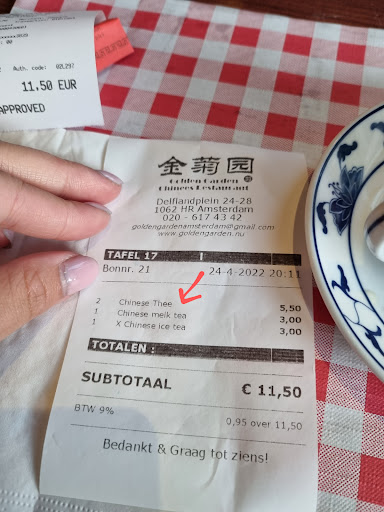 Auth. code: 02L297
11,50 EUR
APPROVED
金菊园
Golden Garden
Chinees Restaurant
Delflandplein 24-28
1062 HR Amsterdam
020 - 617 43 42
goldengardenamsterdam@gmail.com
www.goldengarden.nu
TAFEL 17
Bonnr. 21 24-4-2022 20:11
2 Chinese Thee 5,50
1 Chinese melk tea 3,00
1 X Chinese ice tea 3,00
TOTALEN :
SUBTOTAAL € 11,50
BTW 9% 0,95 over 11,50
Bedankt & Graag tot ziens!